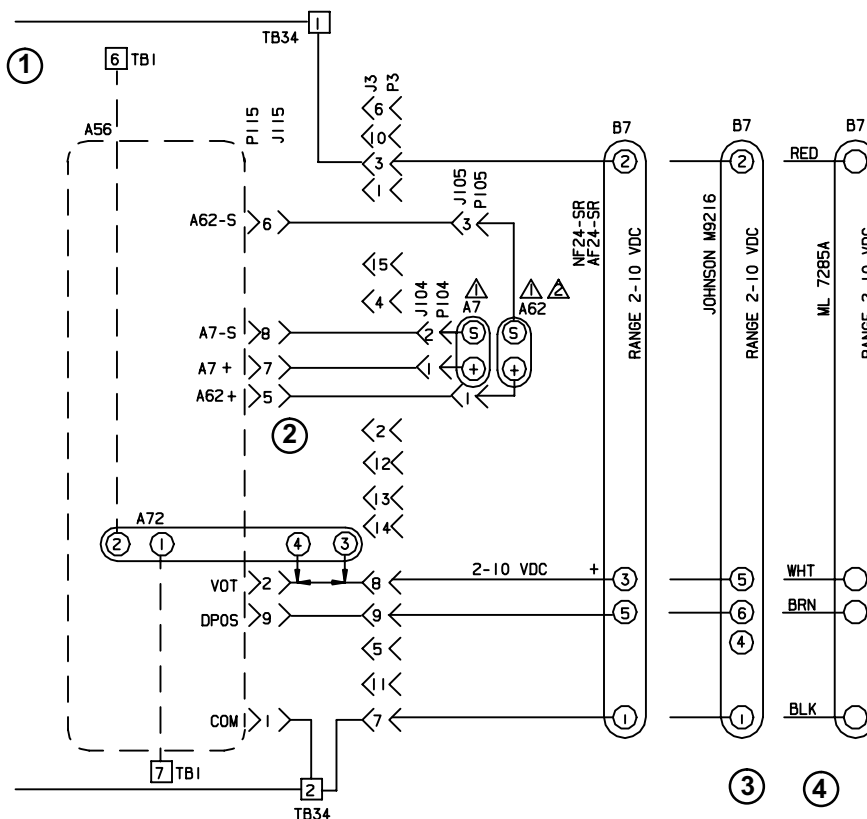 1
TB34
1
6 TB1
A56
P115
J115
J3
P3
6
10
3
1
A62-S
6
J105
P105
3
15
4
J104
P104
1
A7
1
2
A62
A7-S
8
2
S
S
A7 +
7
1
+
+
A62+
5
1
2
2
12
13
14
A72
2
1
4
3
VOT
2
8
2-10 VDC
+
DPOS
9
9
5
11
COM
1
7
7 TB1
2
TB34
B7
2
NF24-SR
AF24-SR
RANGE 2-10 VDC
3
5
1
B7
2
JOHNSON M9216
RANGE 2-10 VDC
5
6
4
1
3
B7
RED
ML 7285A
RANGE 2-10 VDC
WHT
BRN
BLK
4